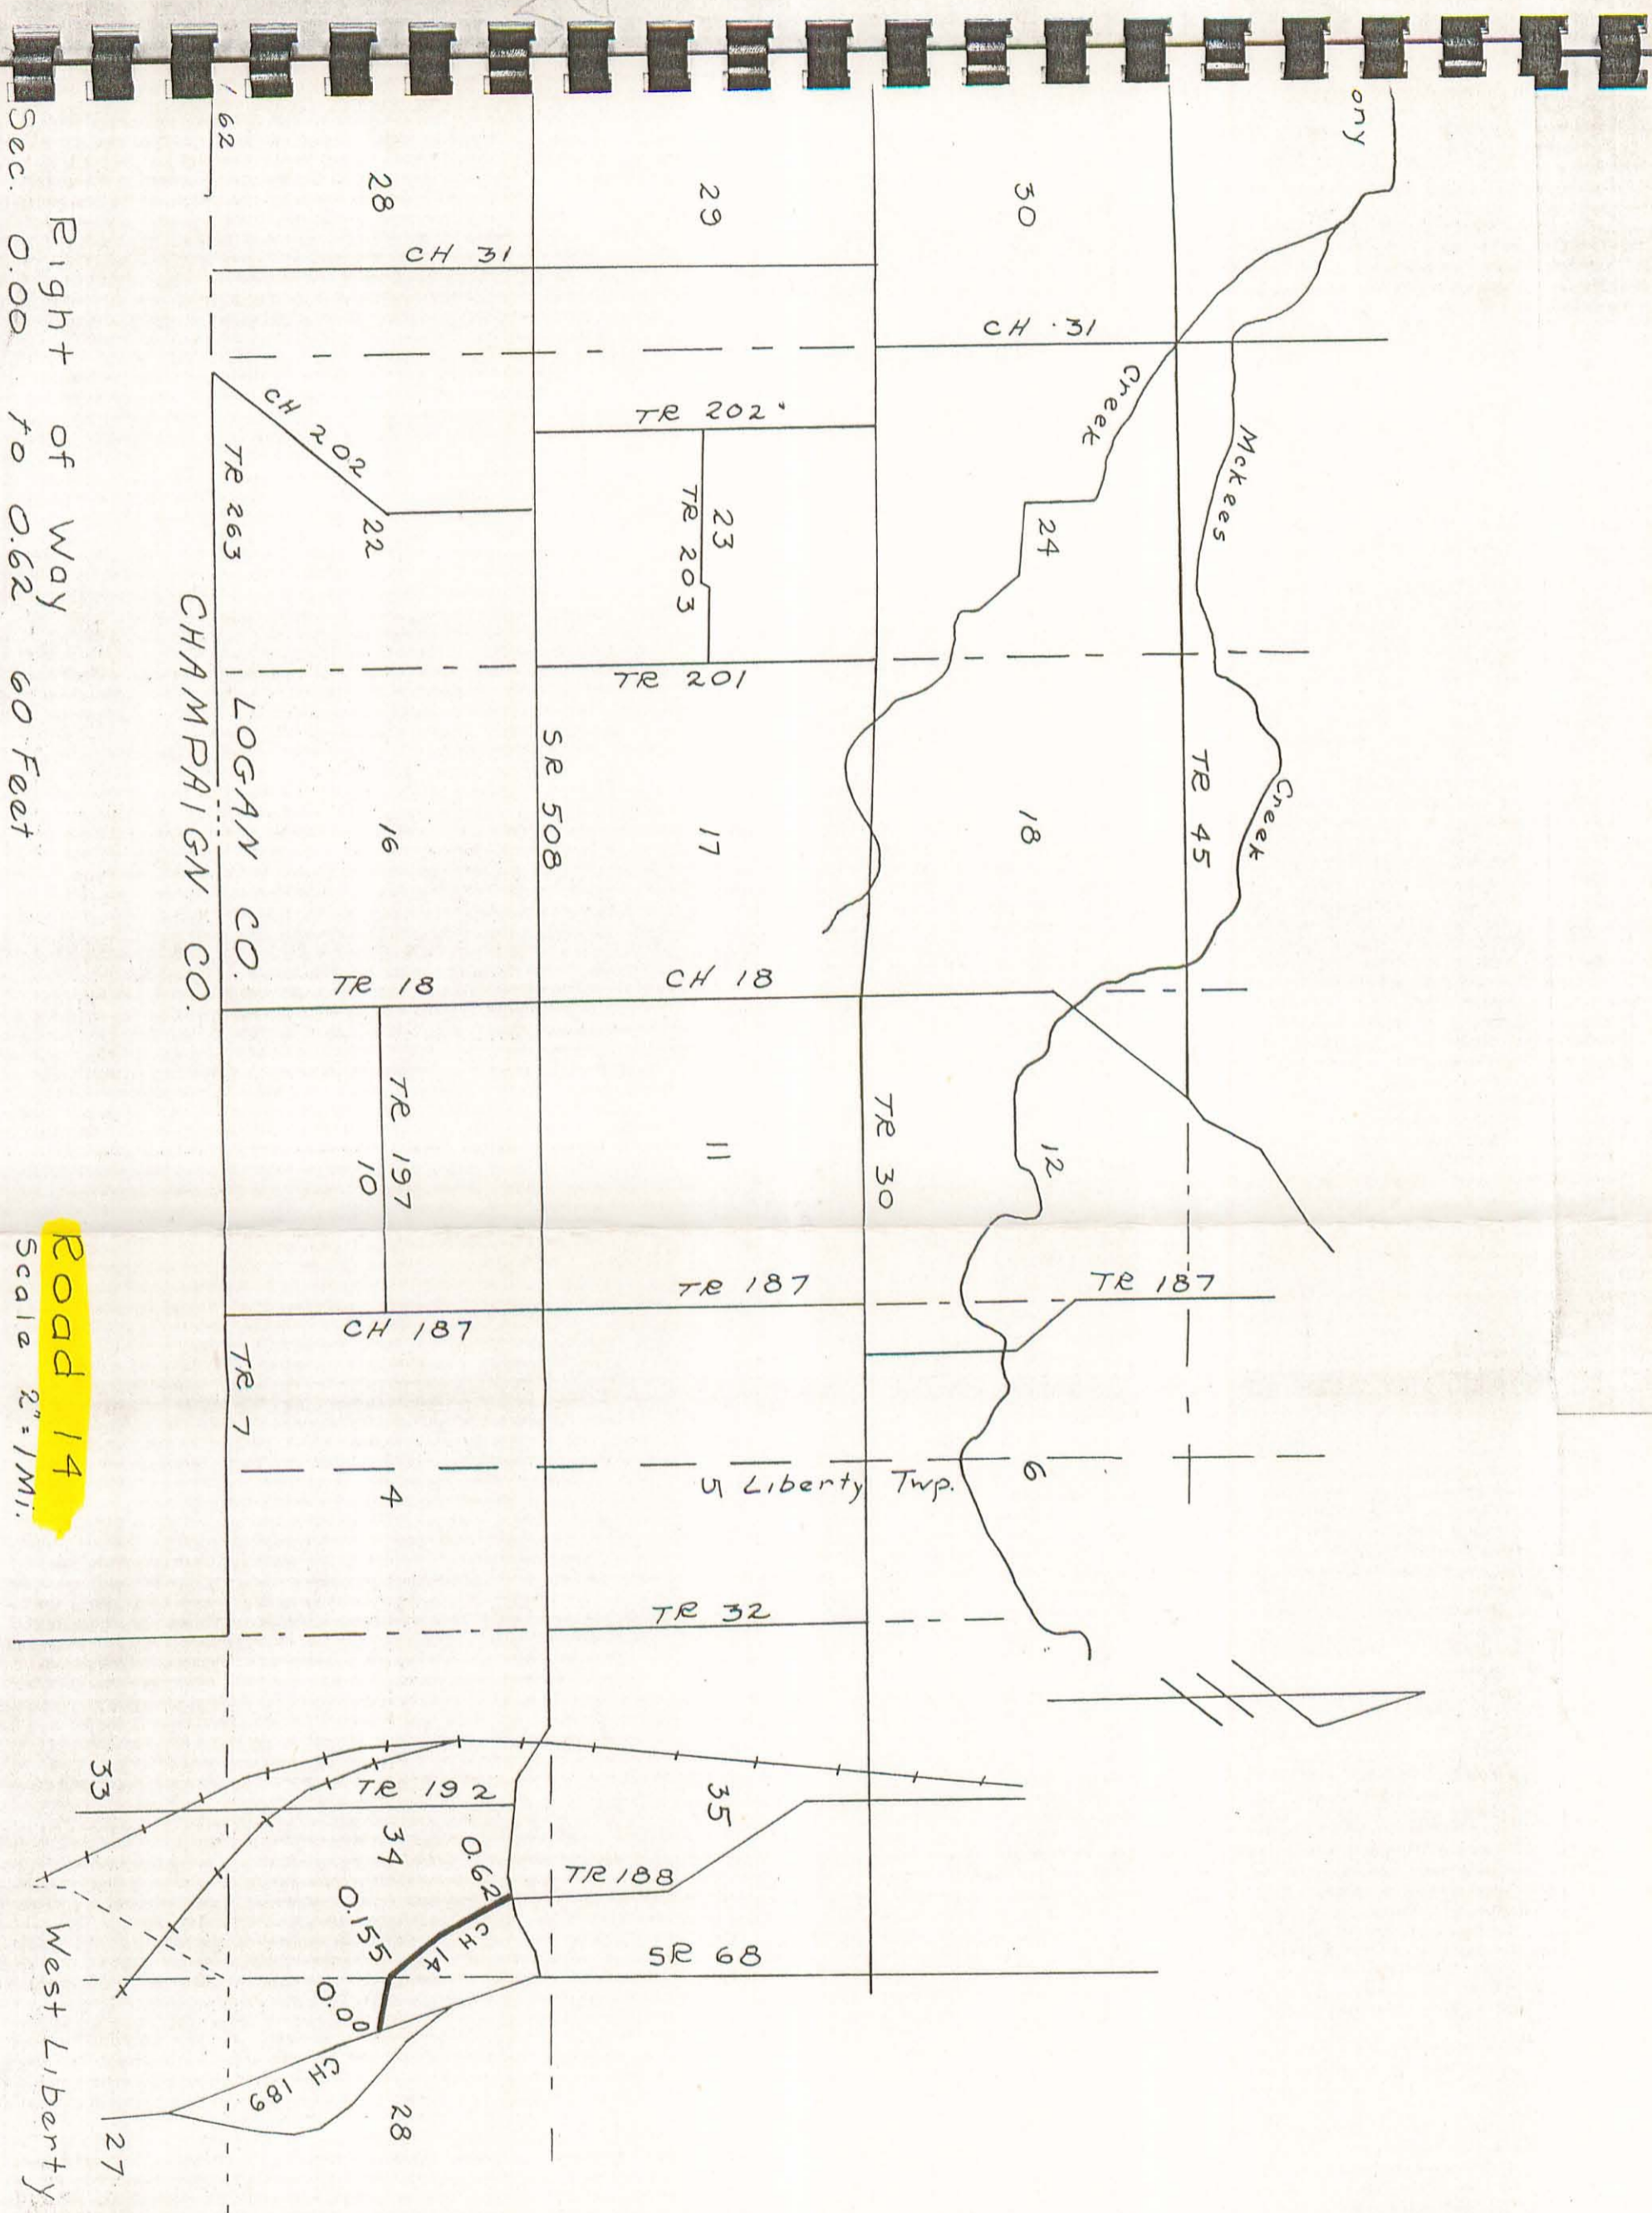 ony
30
29
28
62
CH 31
CH 31
Creek
Mckees
Creek
TR 202
CH 202
TR 263
22
23
TR 203
24
TR 201
SR 508
TR 45
18
17
16
LOGAN CO.
CHAMPAIGN CO.
TR 18
CH 18
TR 197
10
11
TR 30
12
TR 187
TR 187
CH 187
TR 7
4
5 Liberty Twp.
6
TR 32
33
TR 192
34
35
0.62
TR 188
CH 14
0.155
0.00
SR 68
CH 189
28
27
West Liberty
Right of Way
Sec. 0.00 to 0.62 - 60 Feet
Road 14
Scale 2" = 1 Mi.